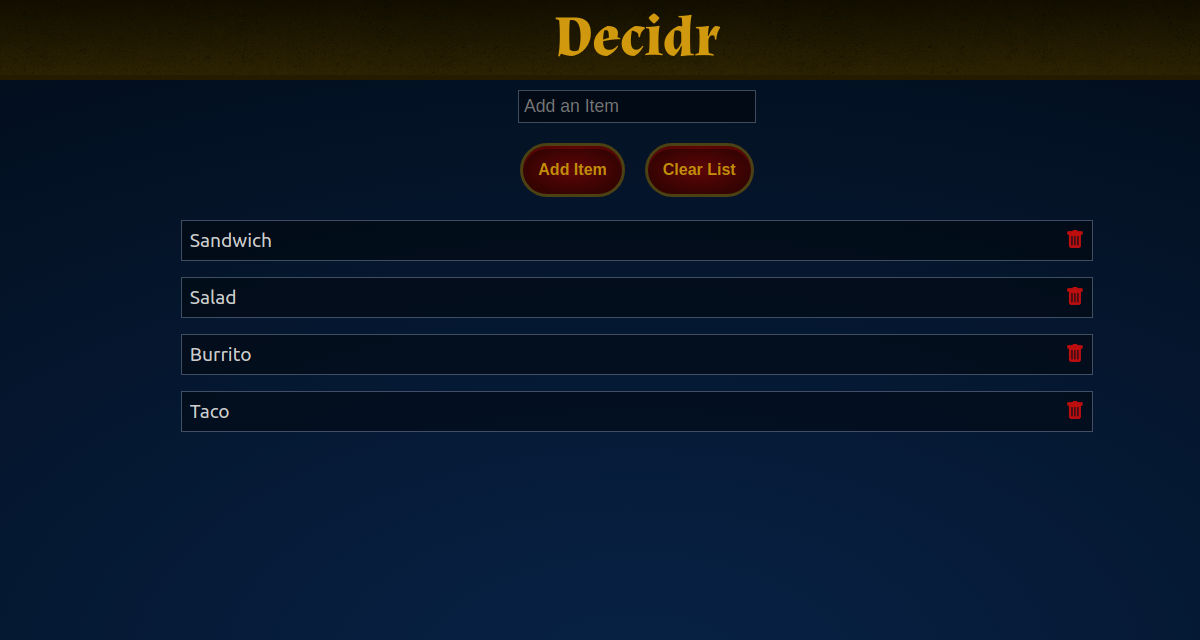 Decidr
Add an Item
Add Item Clear List
Sandwich
Salad
Burrito
Taco